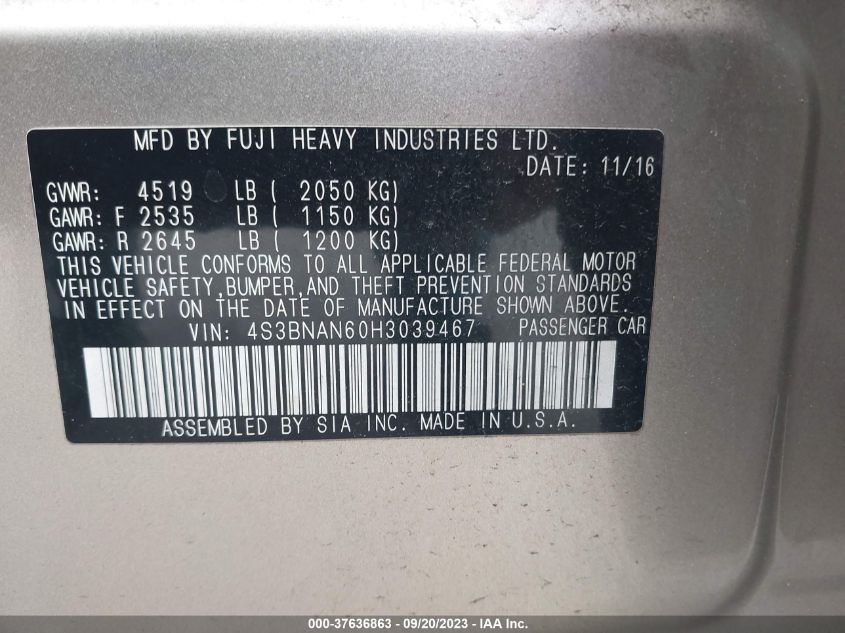 MFD BY FUJI HEAVY INDUSTRIES LTD.
DATE: 11/16
GVWR: 4519 LB ( 2050 KG)
GAWR: F 2535 LB ( 1150 KG)
GAWR: R 2645 LB ( 1200 KG)
THIS VEHICLE CONFORMS TO ALL APPLICABLE FEDERAL MOTOR
VEHICLE SAFETY,BUMPER,AND THEFT PREVENTION STANDARDS
IN EFFECT ON THE DATE OF MANUFACTURE SHOWN ABOVE.
VIN: 4S3BNAN60H3039467 PASSENGER CAR
ASSEMBLED BY SIA INC. MADE IN U.S.A.
000-37636863 - 09/20/2023 - IAA Inc.